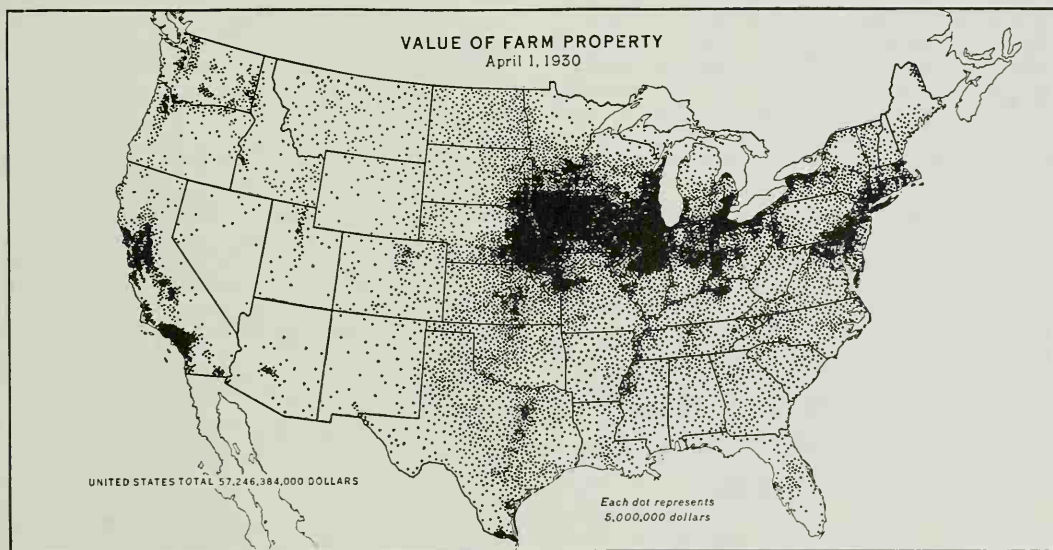 VALUE OF FARM PROPERTY
April 1, 1930
UNITED STATES TOTAL 57,246,384,000 DOLLARS
Each dot represents
5,000,000 dollars